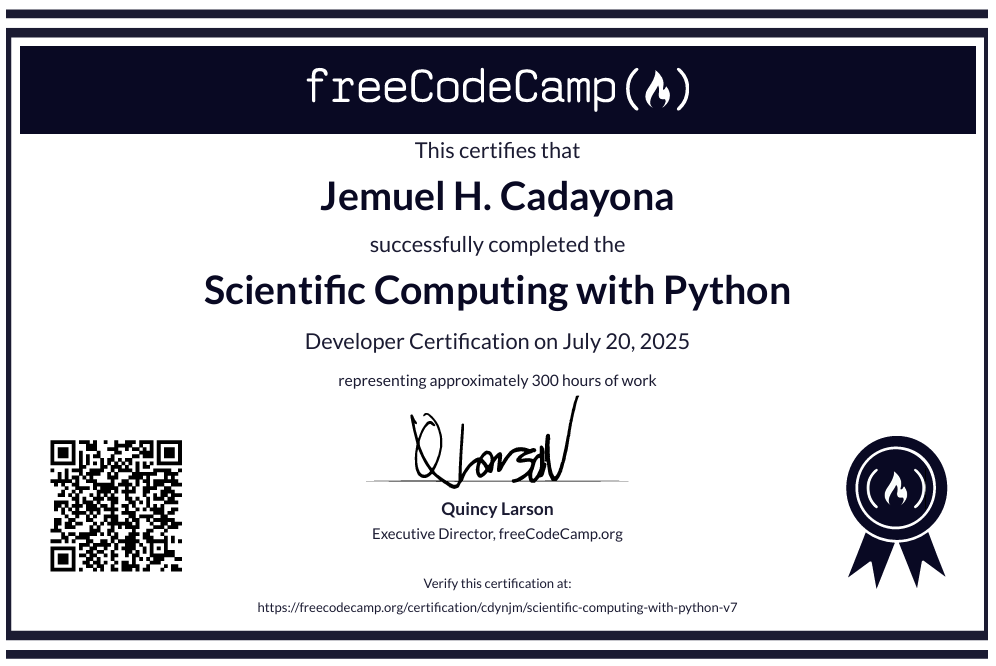 freeCodeCamp
This certifies that
Jemuel H. Cadayona
successfully completed the
Scientific Computing with Python
Developer Certification on July 20, 2025
representing approximately 300 hours of work
Q Larson
Quincy Larson
Executive Director, freeCodeCamp.org
Verify this certification at:
https://freecodecamp.org/certification/cdynjm/scientific-computing-with-python-v7